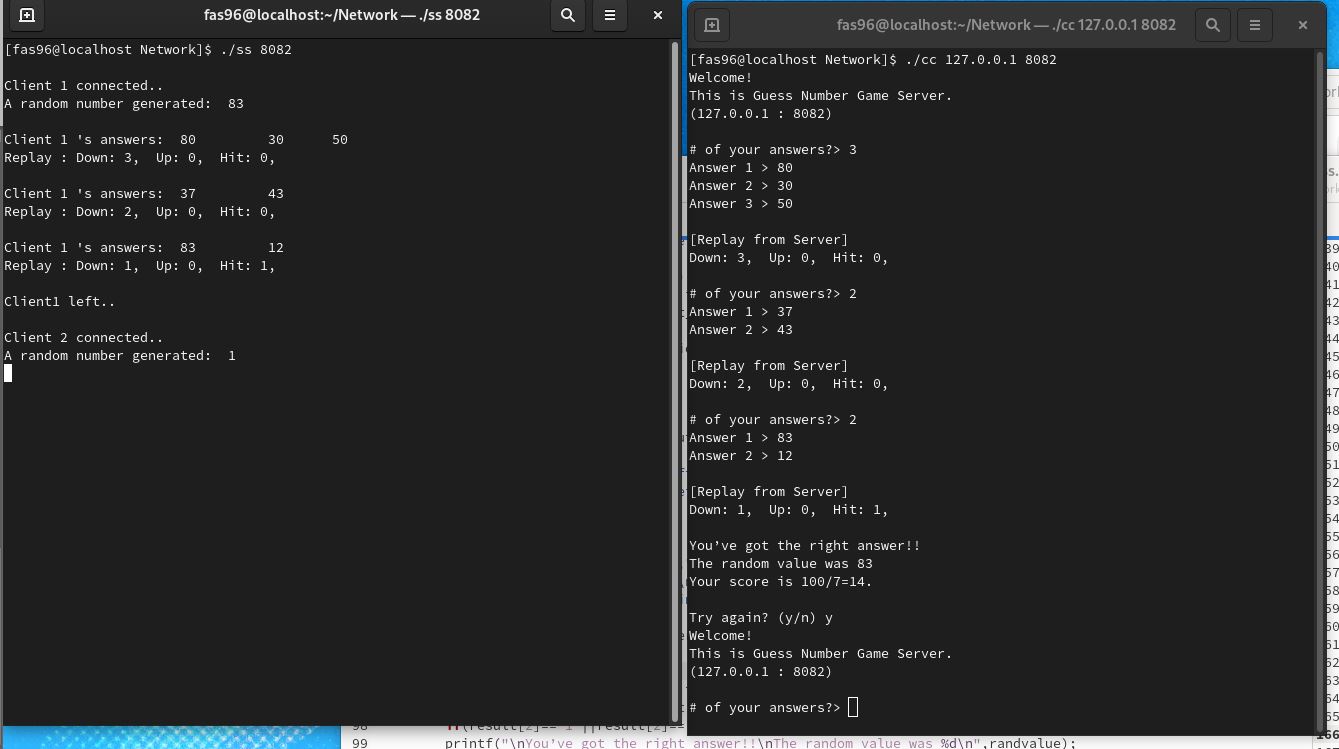 fas96@localhost:~/Network — ./ss 8082
[fas96@localhost Network]$ ./ss 8082
Client 1 connected..
A random number generated:  83
Client 1 's answers:  80         30      50
Replay : Down: 3,  Up: 0,  Hit: 0,
Client 1 's answers:  37         43
Replay : Down: 2,  Up: 0,  Hit: 0,
Client 1 's answers:  83         12
Replay : Down: 1,  Up: 0,  Hit: 1,
Client1 left..
Client 2 connected..
A random number generated:  1
fas96@localhost:~/Network — ./cc 127.0.0.1 8082
[fas96@localhost Network]$ ./cc 127.0.0.1 8082
Welcome!
This is Guess Number Game Server.
(127.0.0.1 : 8082)
# of your answers?> 3
Answer 1 > 80
Answer 2 > 30
Answer 3 > 50
[Replay from Server]
Down: 3,  Up: 0,  Hit: 0,
# of your answers?> 2
Answer 1 > 37
Answer 2 > 43
[Replay from Server]
Down: 2,  Up: 0,  Hit: 0,
# of your answers?> 2
Answer 1 > 83
Answer 2 > 12
[Replay from Server]
Down: 1,  Up: 0,  Hit: 1,
You’ve got the right answer!!
The random value was 83
Your score is 100/7=14.
Try again? (y/n) y
Welcome!
This is Guess Number Game Server.
(127.0.0.1 : 8082)
# of your answers?>
99 printf("\nYou’ve got the right answer!!\nThe random value was %d\n",randvalue);